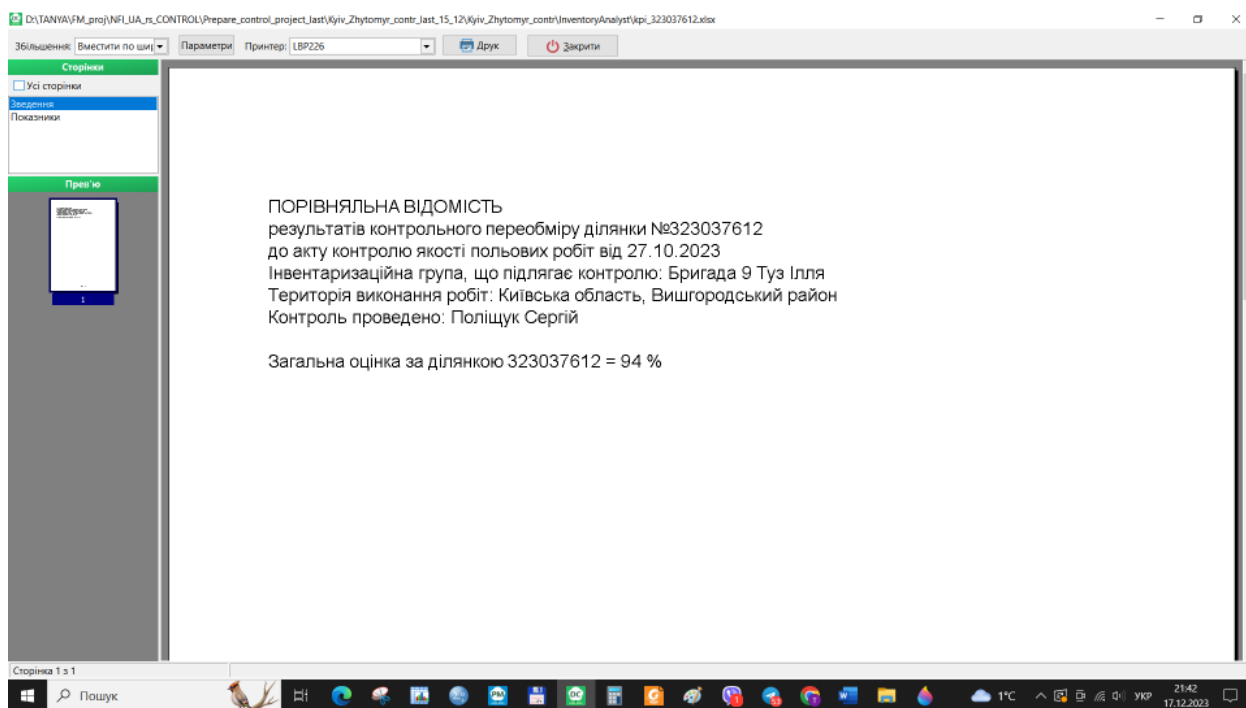 D:\TANYA\FM_proj\NFI_UA_rs_CONTROL\Prepare_control_project_last\Kyiv_Zhytomyr_contr_last_15_12\Kyiv_Zhytomyr_contr\InventoryAnalyst\kpi_323037612.xlsx
Збільшення: Вмістити по шир Параметри Принтер: LBP226 Друк Закрити
Сторінки
Усі сторінки
Зведення
Показники
Прев'ю
1
ПОРІВНЯЛЬНА ВІДОМІСТЬ
результатів контрольного переобміру ділянки №323037612
до акту контролю якості польових робіт від 27.10.2023
Інвентаризаційна група, що підлягає контролю: Бригада 9 Туз Ілля
Територія виконання робіт: Київська область, Вишгородський район
Контроль проведено: Поліщук Сергій
Загальна оцінка за ділянкою 323037612 = 94 %
Сторінка 1 з 1
Пошук
1°C
УКР
21:42
17.12.2023